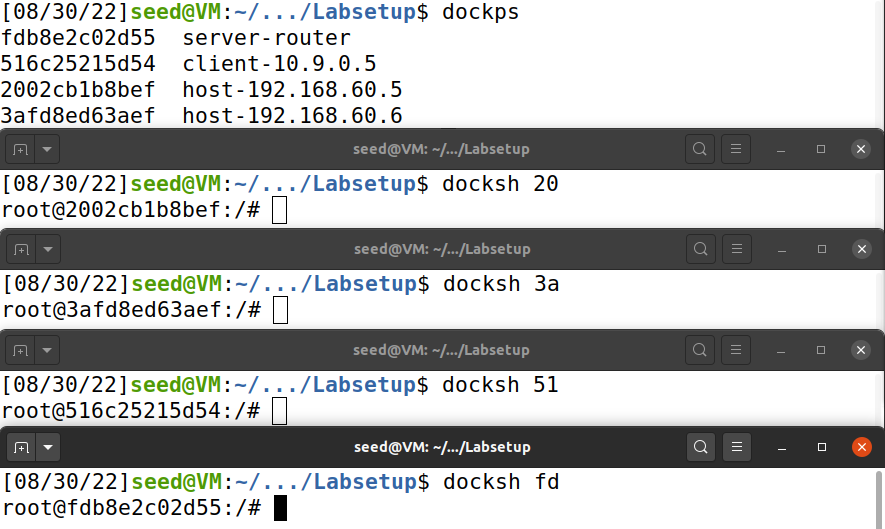 [08/30/22]seed@VM:~/.../Labsetup$ dockps
fdb8e2c02d55  server-router
516c25215d54  client-10.9.0.5
2002cb1b8bef  host-192.168.60.5
3afd8ed63aef  host-192.168.60.6
seed@VM: ~/.../Labsetup
[08/30/22]seed@VM:~/.../Labsetup$ docksh 20
root@2002cb1b8bef:/#
seed@VM: ~/.../Labsetup
[08/30/22]seed@VM:~/.../Labsetup$ docksh 3a
root@3afd8ed63aef:/#
seed@VM: ~/.../Labsetup
[08/30/22]seed@VM:~/.../Labsetup$ docksh 51
root@516c25215d54:/#
seed@VM: ~/.../Labsetup
[08/30/22]seed@VM:~/.../Labsetup$ docksh fd
root@fdb8e2c02d55:/#